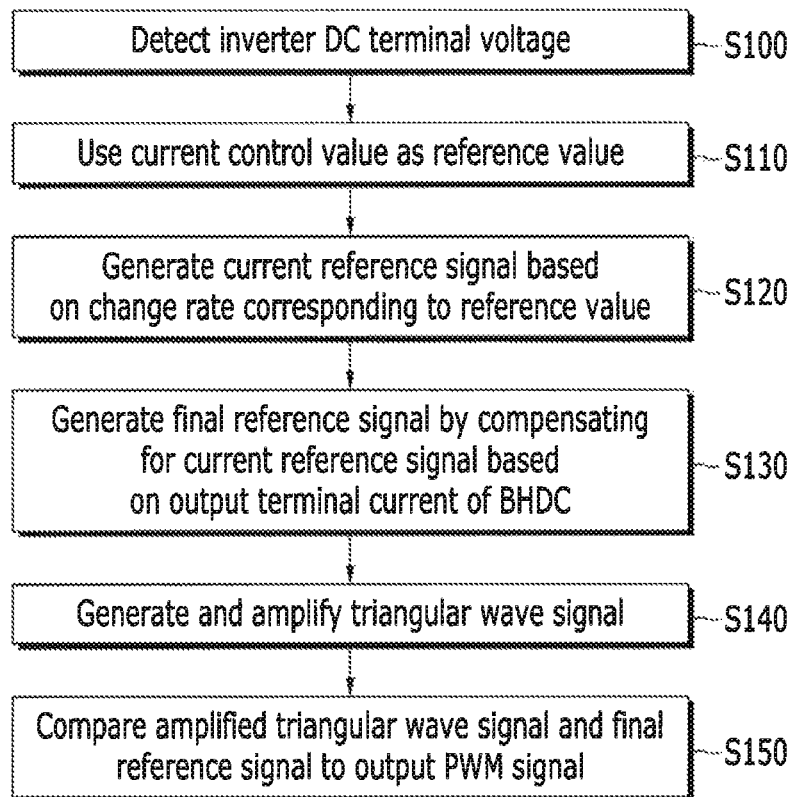 Detect inverter DC terminal voltage
S100
Use current control value as reference value
S110
Generate current reference signal based
on change rate corresponding to reference value
S120
Generate final reference signal by compensating
for current reference signal based
on output terminal current of BHDC
S130
Generate and amplify triangular wave signal
S140
Compare amplified triangular wave signal and final
reference signal to output PWM signal
S150